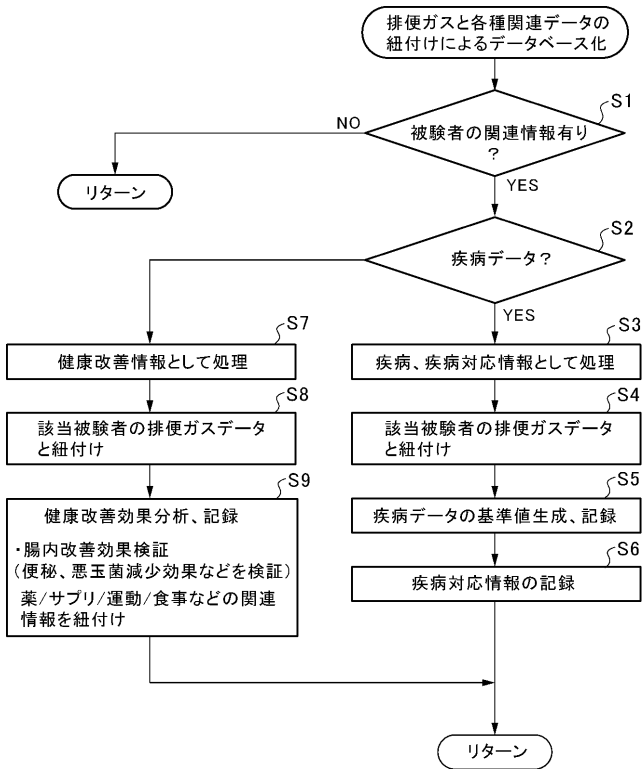 排便ガスと各種関連データの
紐付けによるデータベース化
S1
被験者の関連情報有り
?
NO
リターン
YES
S2
疾病データ?
YES
S7
健康改善情報として処理
S8
該当被験者の排便ガスデータ
と紐付け
S9
健康改善効果分析、記録
・腸内改善効果検証
(便秘、悪玉菌減少効果などを検証)
薬/サプリ/運動/食事などの関連
情報を紐付け
S3
疾病、疾病対応情報として処理
S4
該当被験者の排便ガスデータ
と紐付け
S5
疾病データの基準値生成、記録
S6
疾病対応情報の記録
リターン